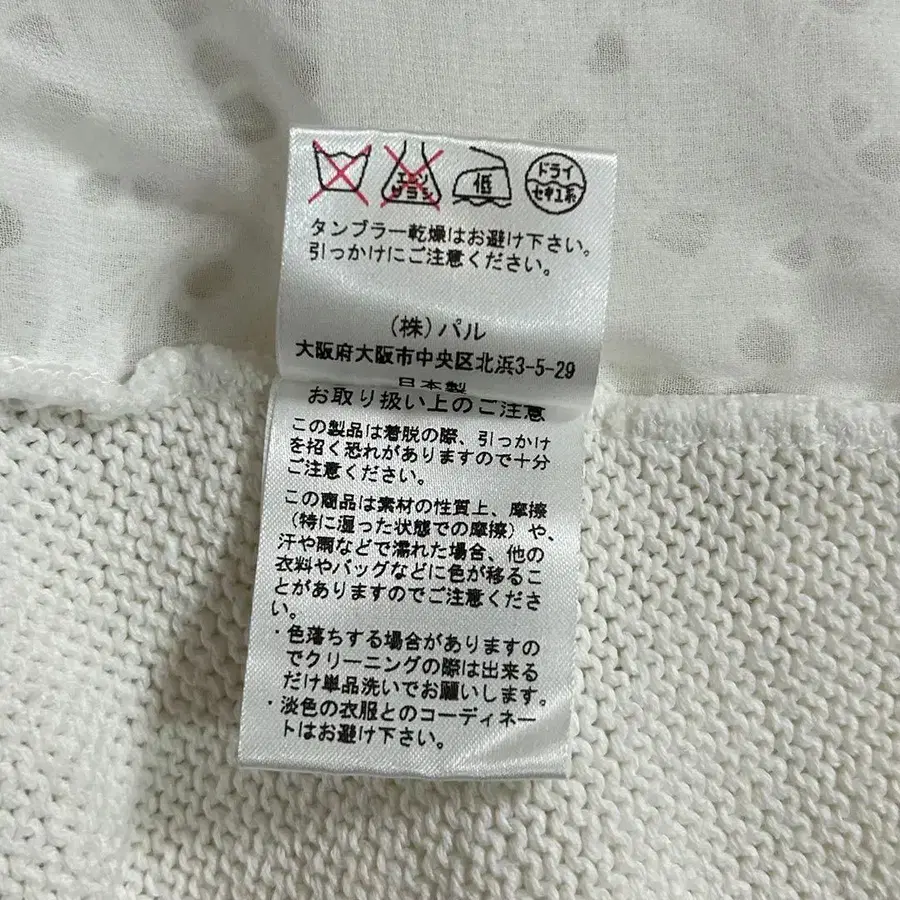 エンソ
サラシ
低
ドライ
セキユ系
タンブラー乾燥はお避け下さい。
引っかけにご注意ください。
(株)パル
大阪府大阪市中央区北浜3-5-29
日本製
お取り扱い上のご注意
この製品は着脱の際、引っかけ
を招く恐れがありますので十分
ご注意ください。
この商品は素材の性質上、摩擦
(特に湿った状態での摩擦)や、
汗や雨などで濡れた場合、他の
衣料やバッグなどに色が移るこ
とがありますのでご注意くださ
い。
・色落ちする場合がありますの
でクリーニングの際は出来る
だけ単品洗いでお願いします。
・淡色の衣服とのコーディネー
トはお避け下さい。